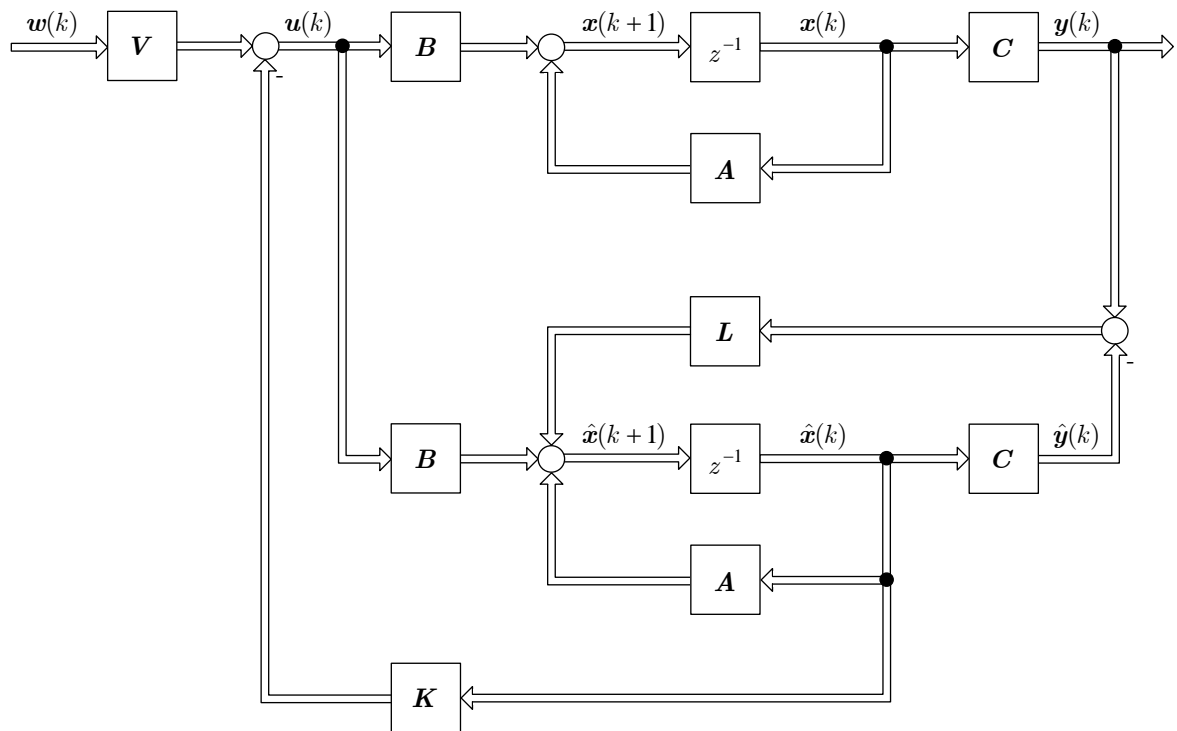 w(k)
V
u(k)
B
x(k+1)
z⁻¹
x(k)
C
y(k)
-
A
L
-
B
x̂(k+1)
z⁻¹
x̂(k)
C
ŷ(k)
A
K